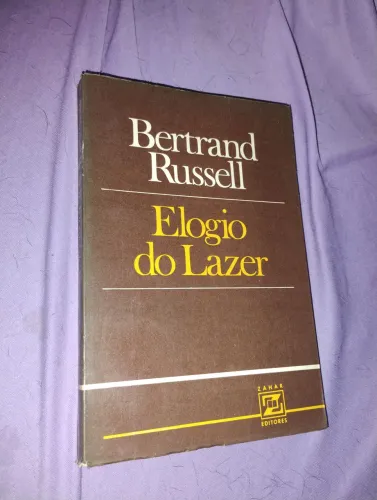 Bertrand
Russell
Elogio
do Lazer
ZAHAR
EDITORES